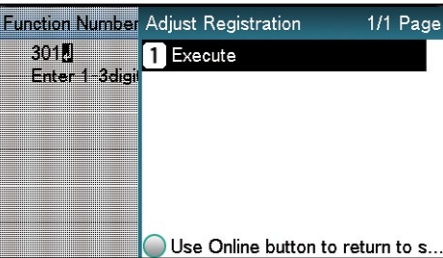 Function Number
301
Enter 1-3digi
Adjust Registration 1/1 Page
1 Execute
Use Online button to return to s...